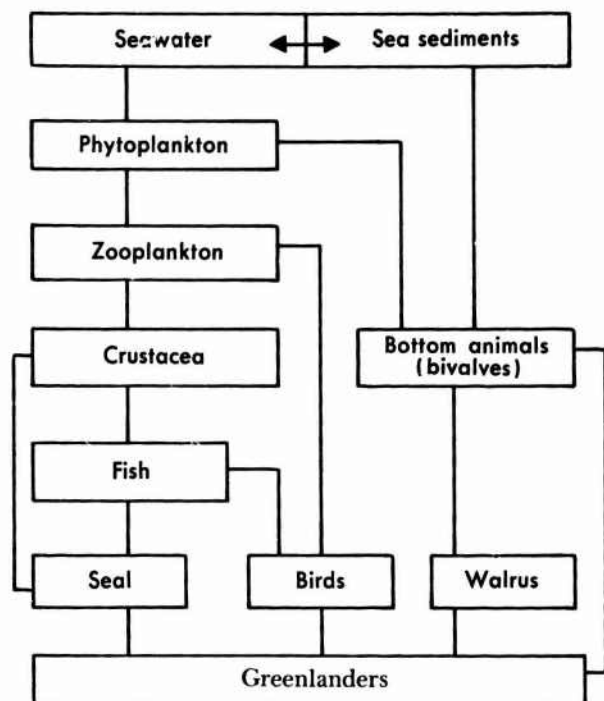 Seawater
Sea sediments
Phytoplankton
Zooplankton
Crustacea
Bottom animals
(bivalves)
Fish
Seal
Birds
Walrus
Greenlanders